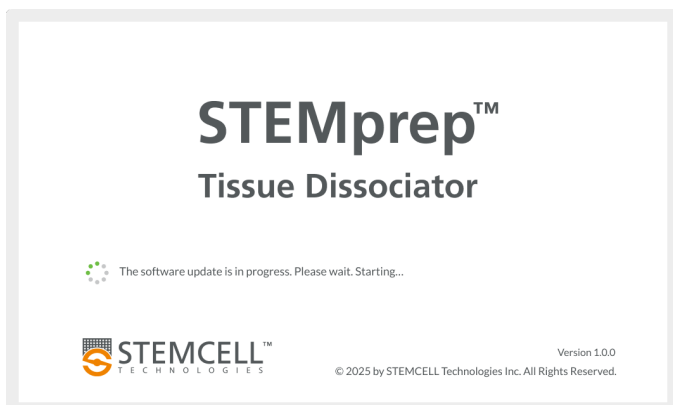 STEMprep™
Tissue Dissociator
The software update is in progress. Please wait. Starting...
STEMCELL™
TECHNOLOGIES
Version 1.0.0
© 2025 by STEMCELL Technologies Inc. All Rights Reserved.